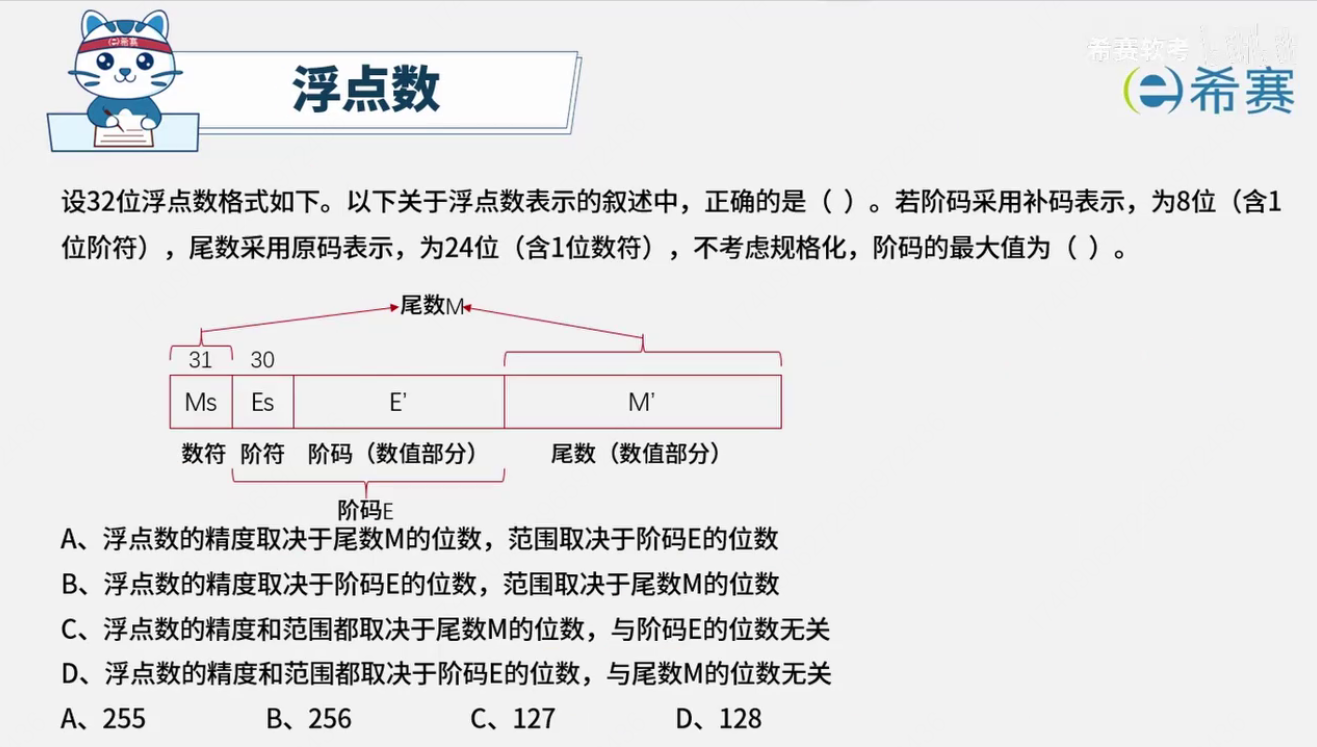 希赛
浮点数
希赛软考
希赛
设32位浮点数格式如下。以下关于浮点数表示的叙述中，正确的是（ ）。若阶码采用补码表示，为8位（含1
位阶符），尾数采用原码表示，为24位（含1位数符），不考虑规格化，阶码的最大值为（ ）。
尾数M
31 30
Ms Es E’ M’
数符 阶符 阶码（数值部分） 尾数（数值部分）
阶码E
A、浮点数的精度取决于尾数M的位数，范围取决于阶码E的位数
B、浮点数的精度取决于阶码E的位数，范围取决于尾数M的位数
C、浮点数的精度和范围都取决于尾数M的位数，与阶码E的位数无关
D、浮点数的精度和范围都取决于阶码E的位数，与尾数M的位数无关
A、255 B、256 C、127 D、128